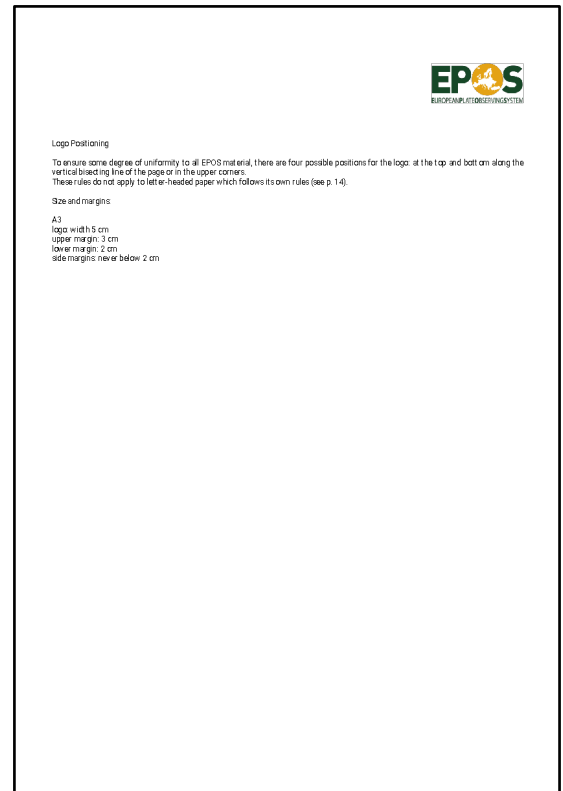 EPOS
EUROPEANPLATEOBSERVINGSYSTEM
Logo Positioning
To ensure some degree of uniformity to all EPOS material, there are four possible positions for the logo: at the top and bottom along the
vertical bisecting line of the page or in the upper corners.
These rules do not apply to letter-headed paper which follows its own rules (see p. 14).
Size and margins:
A3
logo: width 5 cm
upper margin: 3 cm
lower margin: 2 cm
side margins: never below 2 cm